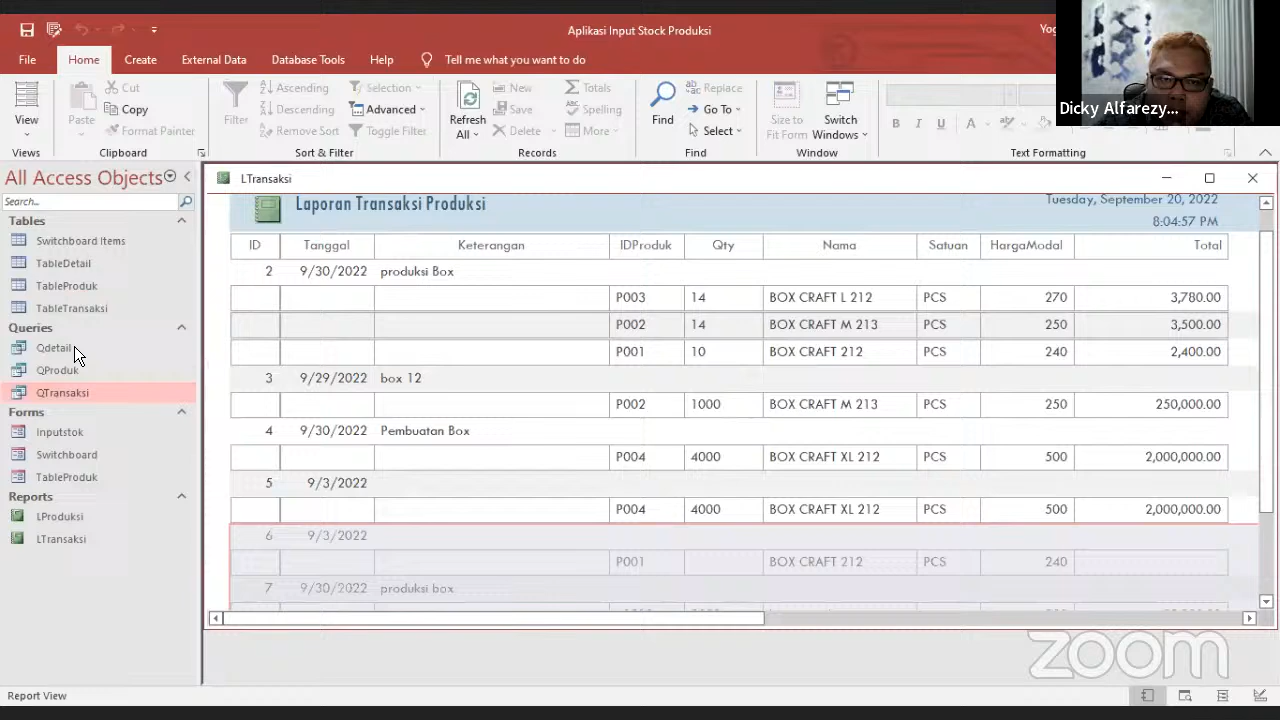 Aplikasi Input Stock Produksi
Yog
File Home Create External Data Database Tools Help Tell me what you want to do
Dicky Alfarezy...
View
Paste
Cut
Copy
Format Painter
Filter
Ascending
Descending
Remove Sort
Selection
Advanced
Toggle Filter
Refresh
All
New
Save
Delete
Totals
Spelling
More
Find
Replace
Go To
Select
Size to
Fit Form
Switch
Windows
B I U A
Views Clipboard Sort & Filter Records Find Window Text Formatting
All Access Objects
Search...
Tables
Switchboard Items
TableDetail
TableProduk
TableTransaksi
Queries
Qdetail
QProduk
QTransaksi
Forms
Inputstok
Switchboard
TableProduk
Reports
LProduksi
LTransaksi
LTransaksi
Laporan Transaksi Produksi
Tuesday, September 20, 2022
8:04:57 PM
ID Tanggal Keterangan IDProduk Qty Nama Satuan HargaModal Total
2 9/30/2022 produksi Box
P003 14 BOX CRAFT L 212 PCS 270 3,780.00
P002 14 BOX CRAFT M 213 PCS 250 3,500.00
P001 10 BOX CRAFT 212 PCS 240 2,400.00
3 9/29/2022 box 12
P002 1000 BOX CRAFT M 213 PCS 250 250,000.00
4 9/30/2022 Pembuatan Box
P004 4000 BOX CRAFT XL 212 PCS 500 2,000,000.00
5 9/3/2022
P004 4000 BOX CRAFT XL 212 PCS 500 2,000,000.00
6 9/3/2022
P001 BOX CRAFT 212 PCS 240
7 9/30/2022 produksi box
zoom
Report View